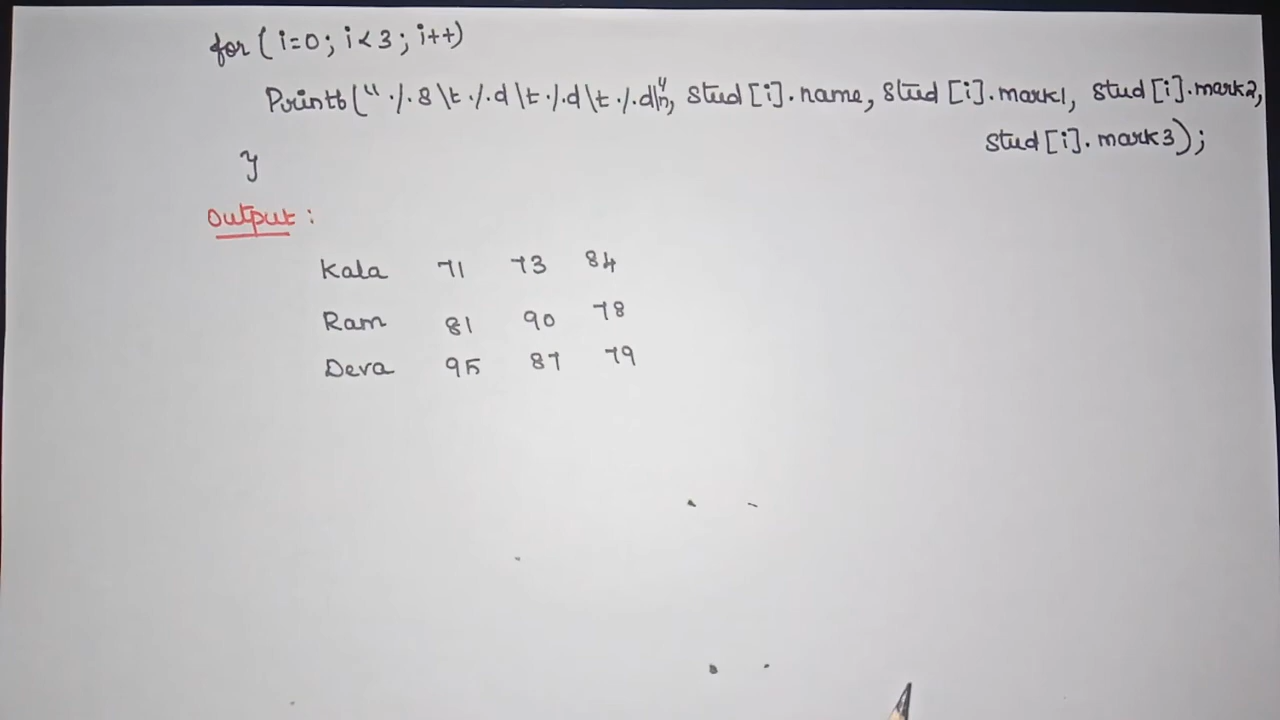 for (i=0; i<3; i++)
Printf("%s\t%d\t%d\t%d\n", stud[i].name, stud[i].mark1, stud[i].mark2,
stud[i].mark3);
}
Output:
Kala 71 73 84
Ram 81 90 78
Deva 95 87 79